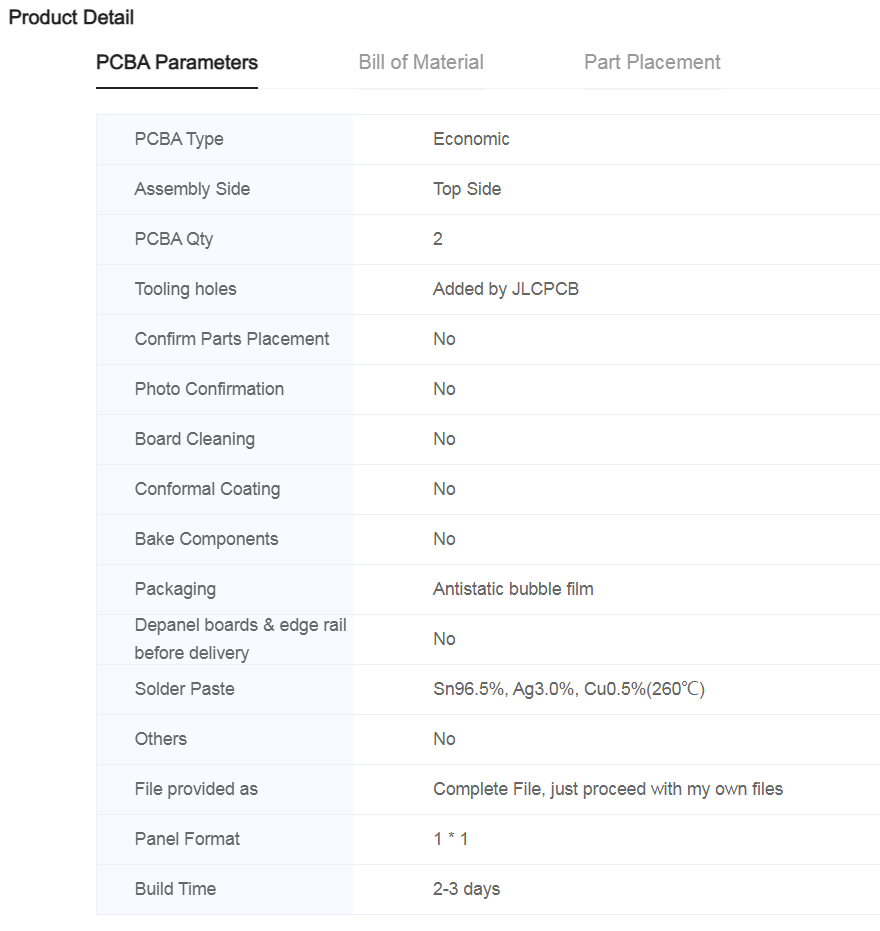 Product Detail
PCBA Parameters Bill of Material Part Placement
PCBA Type Economic
Assembly Side Top Side
PCBA Qty 2
Tooling holes Added by JLCPCB
Confirm Parts Placement No
Photo Confirmation No
Board Cleaning No
Conformal Coating No
Bake Components No
Packaging Antistatic bubble film
Depanel boards & edge rail
before delivery No
Solder Paste Sn96.5%, Ag3.0%, Cu0.5%(260℃)
Others No
File provided as Complete File, just proceed with my own files
Panel Format 1 * 1
Build Time 2-3 days